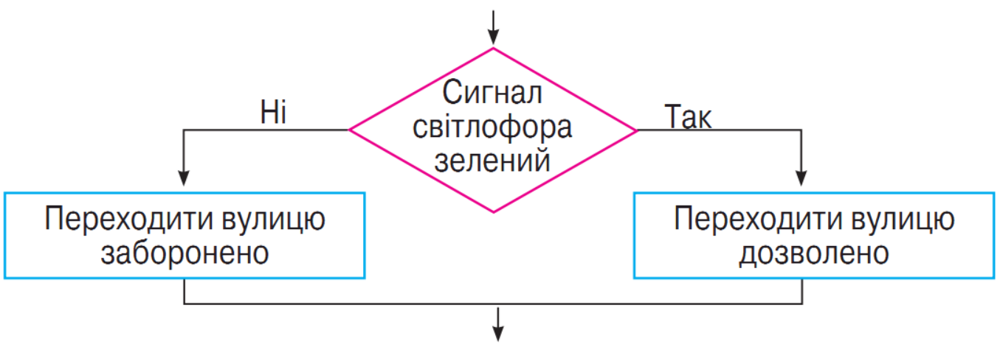 Сигнал
світлофора
зелений
Ні
Так
Переходити вулицю
заборонено
Переходити вулицю
дозволено